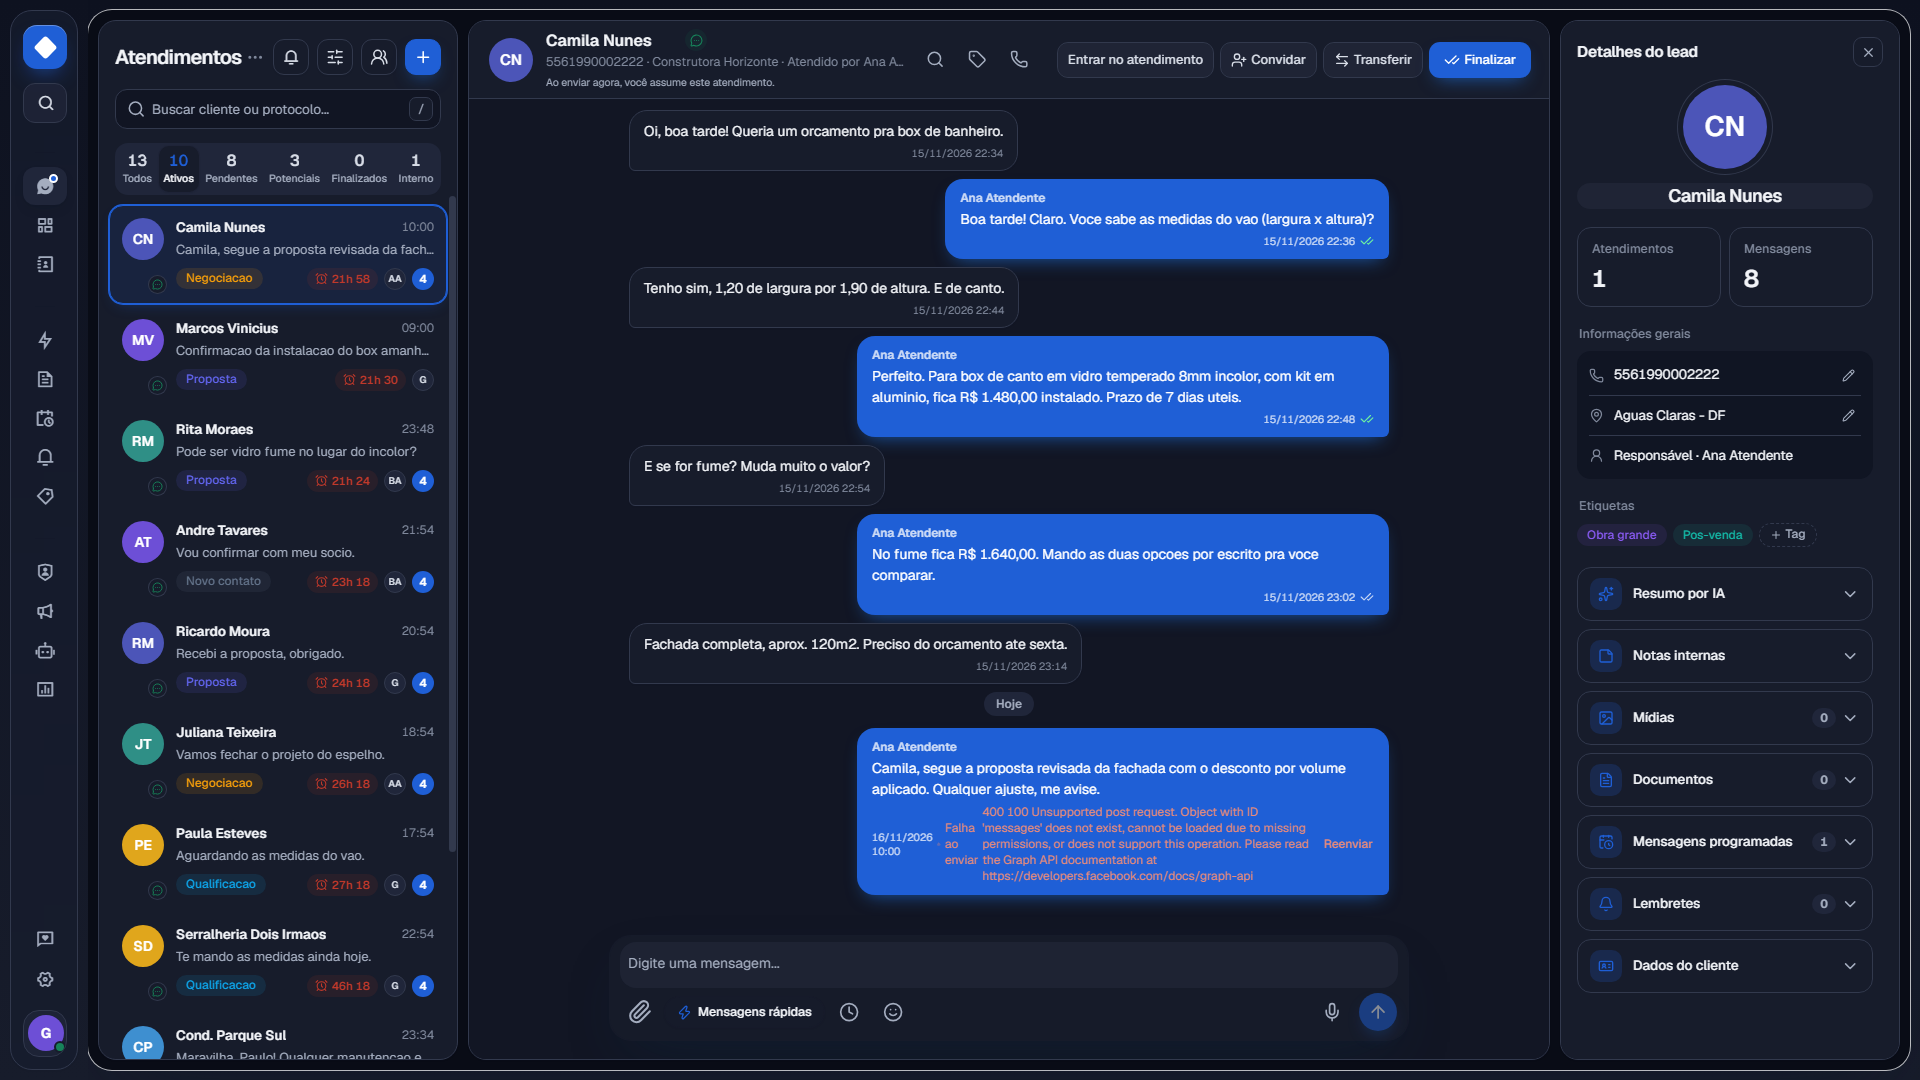 Atendimentos ···
Buscar cliente ou protocolo...
/
13 Todos
10 Ativos
8 Pendentes
3 Potenciais
0 Finalizados
1 Interno
CN
Camila Nunes
10:00
Camila, segue a proposta revisada da fach...
Negociacao
21h 58
AA
4
MV
Marcos Vinicius
09:00
Confirmacao da instalacao do box amanh...
Proposta
21h 30
G
RM
Rita Moraes
23:48
Pode ser vidro fume no lugar do incolor?
Proposta
21h 24
BA
4
AT
Andre Tavares
21:54
Vou confirmar com meu socio.
Novo contato
23h 18
BA
4
RM
Ricardo Moura
20:54
Recebi a proposta, obrigado.
Proposta
24h 18
G
4
JT
Juliana Teixeira
18:54
Vamos fechar o projeto do espelho.
Negociacao
26h 18
AA
4
PE
Paula Esteves
17:54
Aguardando as medidas do vao.
Qualificacao
27h 18
G
4
SD
Serralheria Dois Irmaos
22:54
Te mando as medidas ainda hoje.
Qualificacao
46h 18
G
4
CP
Cond. Parque Sul
23:34
Maravilha, Paulo! Qualquer manutencao e
G
CN
Camila Nunes
5561990002222 · Construtora Horizonte · Atendido por Ana A...
Ao enviar agora, você assume este atendimento.
Entrar no atendimento
Convidar
Transferir
Finalizar
Oi, boa tarde! Queria um orcamento pra box de banheiro.
15/11/2026 22:34
Ana Atendente
Boa tarde! Claro. Voce sabe as medidas do vao (largura x altura)?
15/11/2026 22:36
Tenho sim, 1,20 de largura por 1,90 de altura. E de canto.
15/11/2026 22:44
Ana Atendente
Perfeito. Para box de canto em vidro temperado 8mm incolor, com kit em
aluminio, fica R$ 1.480,00 instalado. Prazo de 7 dias uteis.
15/11/2026 22:48
E se for fume? Muda muito o valor?
15/11/2026 22:54
Ana Atendente
No fume fica R$ 1.640,00. Mando as duas opcoes por escrito pra voce
comparar.
15/11/2026 23:02
Fachada completa, aprox. 120m2. Preciso do orcamento ate sexta.
15/11/2026 23:14
Hoje
Ana Atendente
Camila, segue a proposta revisada da fachada com o desconto por volume
aplicado. Qualquer ajuste, me avise.
16/11/2026
10:00
·
Falha
ao
enviar
400 100 Unsupported post request. Object with ID
'messages' does not exist, cannot be loaded due to missing
permissions, or does not support this operation. Please read
the Graph API documentation at
https://developers.facebook.com/docs/graph-api
Reenviar
Digite uma mensagem...
Mensagens rápidas
Detalhes do lead
CN
Camila Nunes
Atendimentos
1
Mensagens
8
Informações gerais
5561990002222
Aguas Claras - DF
Responsável · Ana Atendente
Etiquetas
Obra grande
Pos-venda
+ Tag
Resumo por IA
Notas internas
Mídias
0
Documentos
0
Mensagens programadas
1
Lembretes
0
Dados do cliente